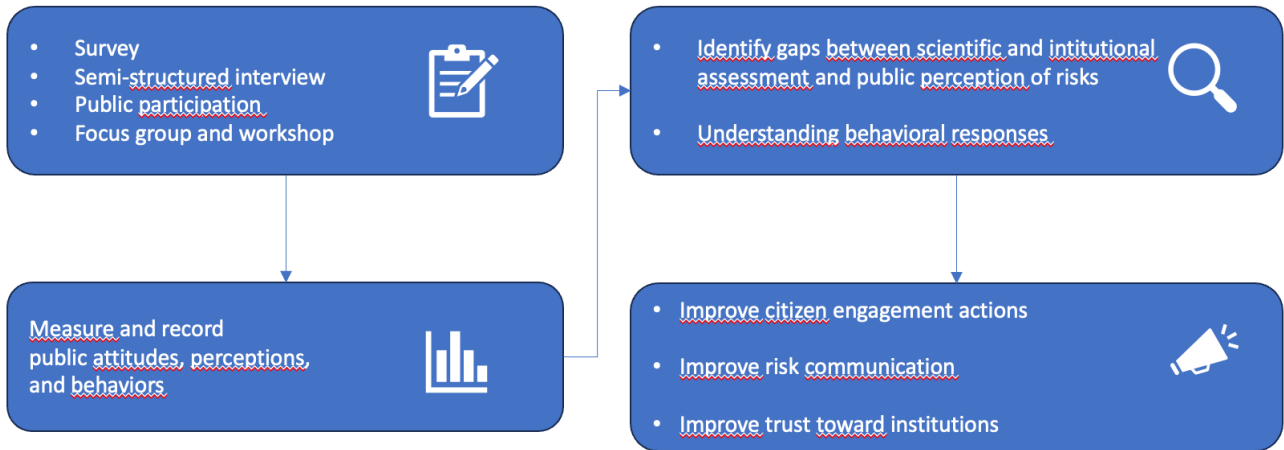 • Survey
• Semi-structured interview
• Public participation
• Focus group and workshop
Measure and record
public attitudes, perceptions,
and behaviors
• Identify gaps between scientific and intitutional
assessment and public perception of risks
• Understanding behavioral responses
• Improve citizen engagement actions
• Improve risk communication
• Improve trust toward institutions